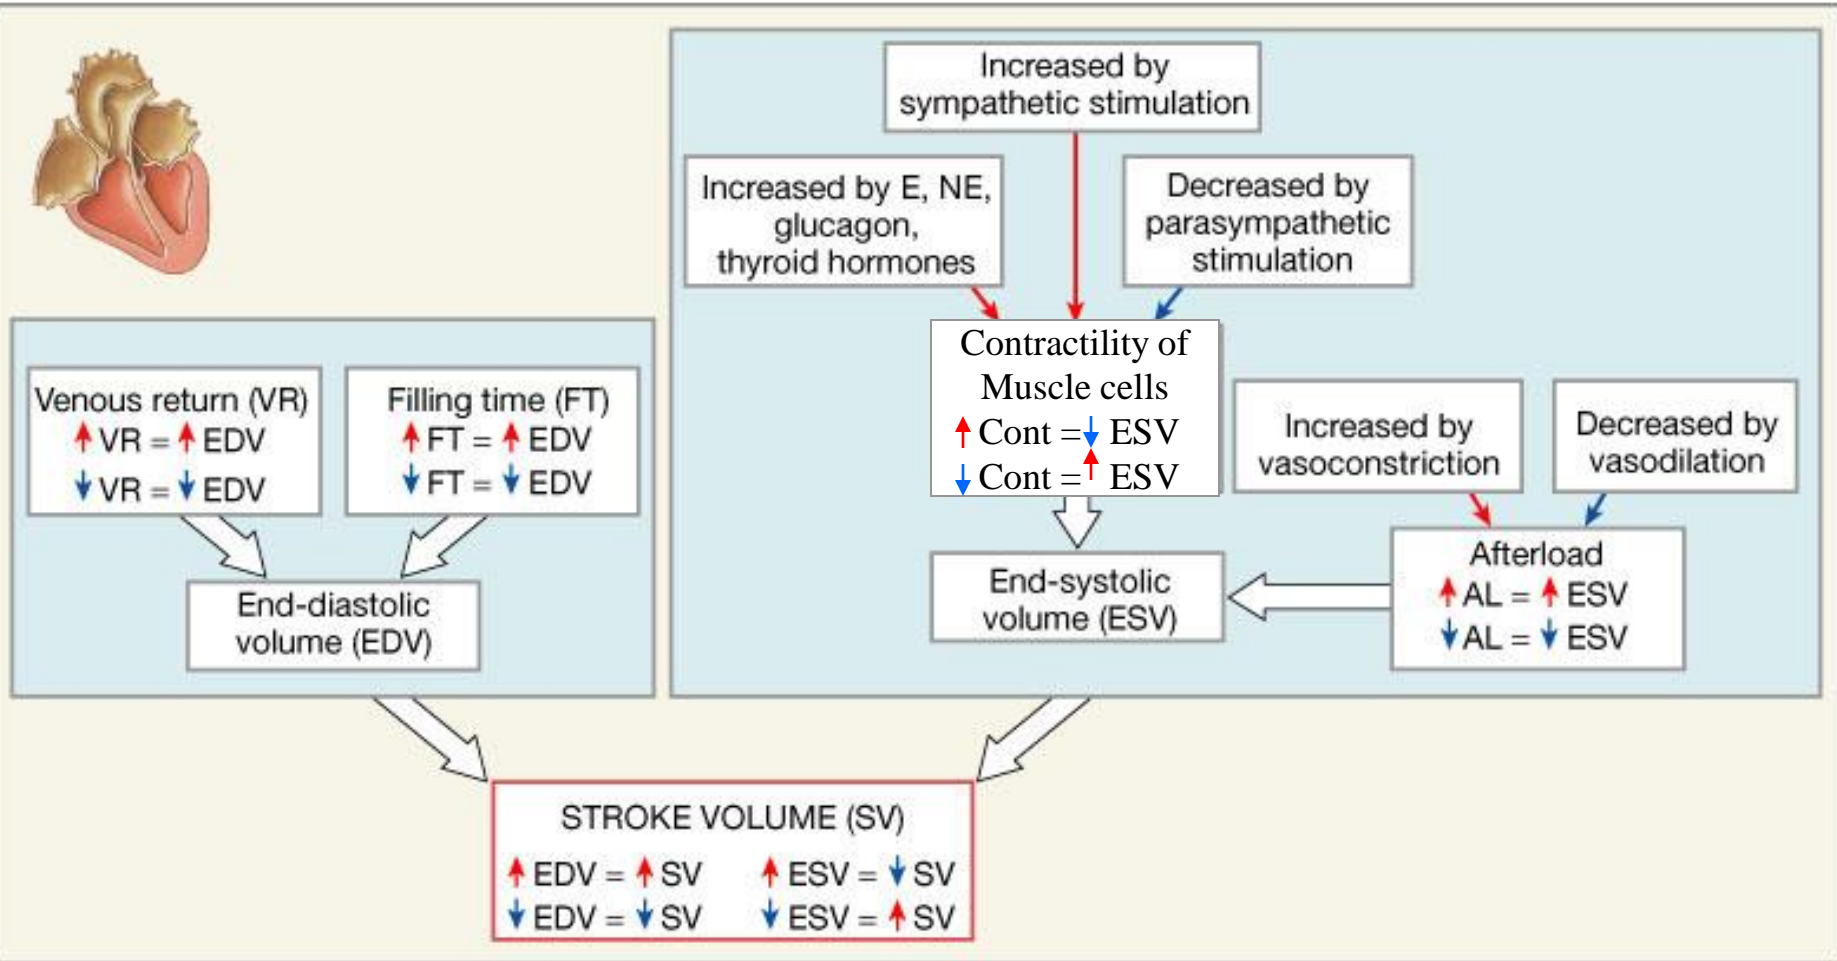 Increased by
sympathetic stimulation
Increased by E, NE,
glucagon,
thyroid hormones
Decreased by
parasympathetic
stimulation
Contractility of
Muscle cells
↑ Cont =↓ ESV
↓ Cont =↑ ESV
Venous return (VR)
↑ VR = ↑ EDV
↓ VR = ↓ EDV
Filling time (FT)
↑ FT = ↑ EDV
↓ FT = ↓ EDV
Increased by
vasoconstriction
Decreased by
vasodilation
Afterload
↑ AL = ↑ ESV
↓ AL = ↓ ESV
End-diastolic
volume (EDV)
End-systolic
volume (ESV)
STROKE VOLUME (SV)
↑ EDV = ↑ SV ↑ ESV = ↓ SV
↓ EDV = ↓ SV ↓ ESV = ↑ SV